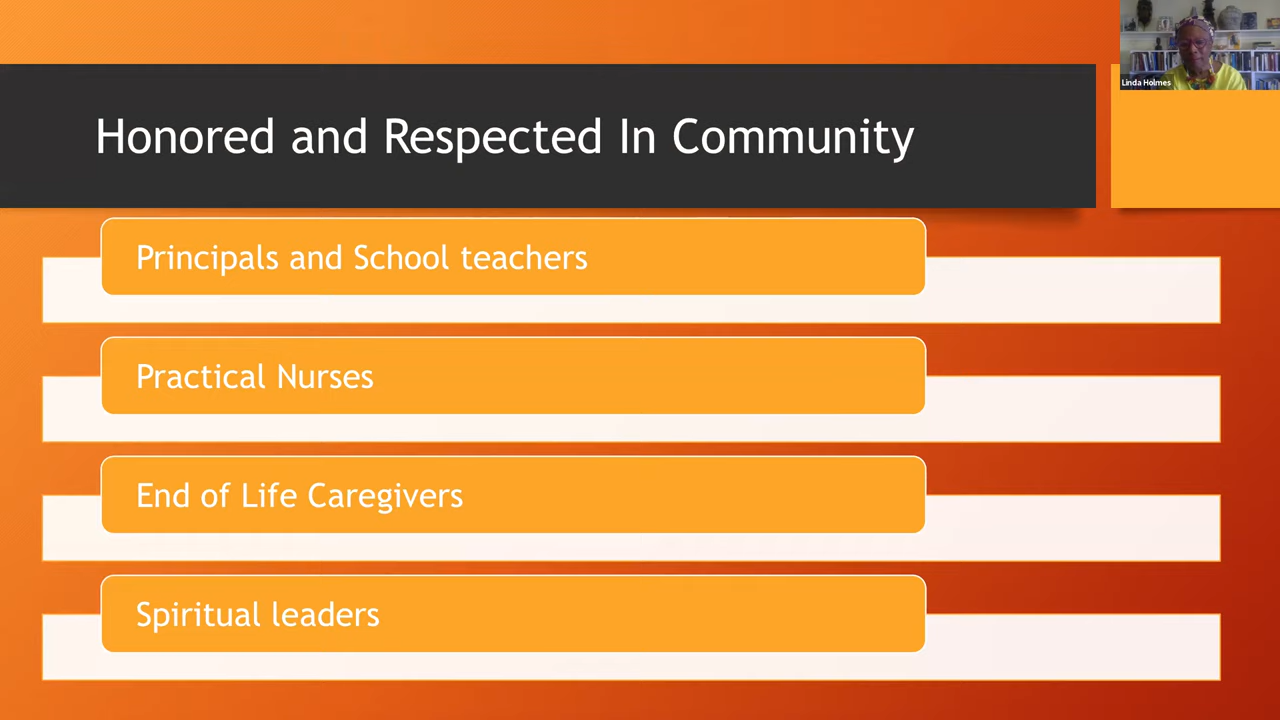 Linda Holmes
Honored and Respected In Community
Principals and School teachers
Practical Nurses
End of Life Caregivers
Spiritual leaders